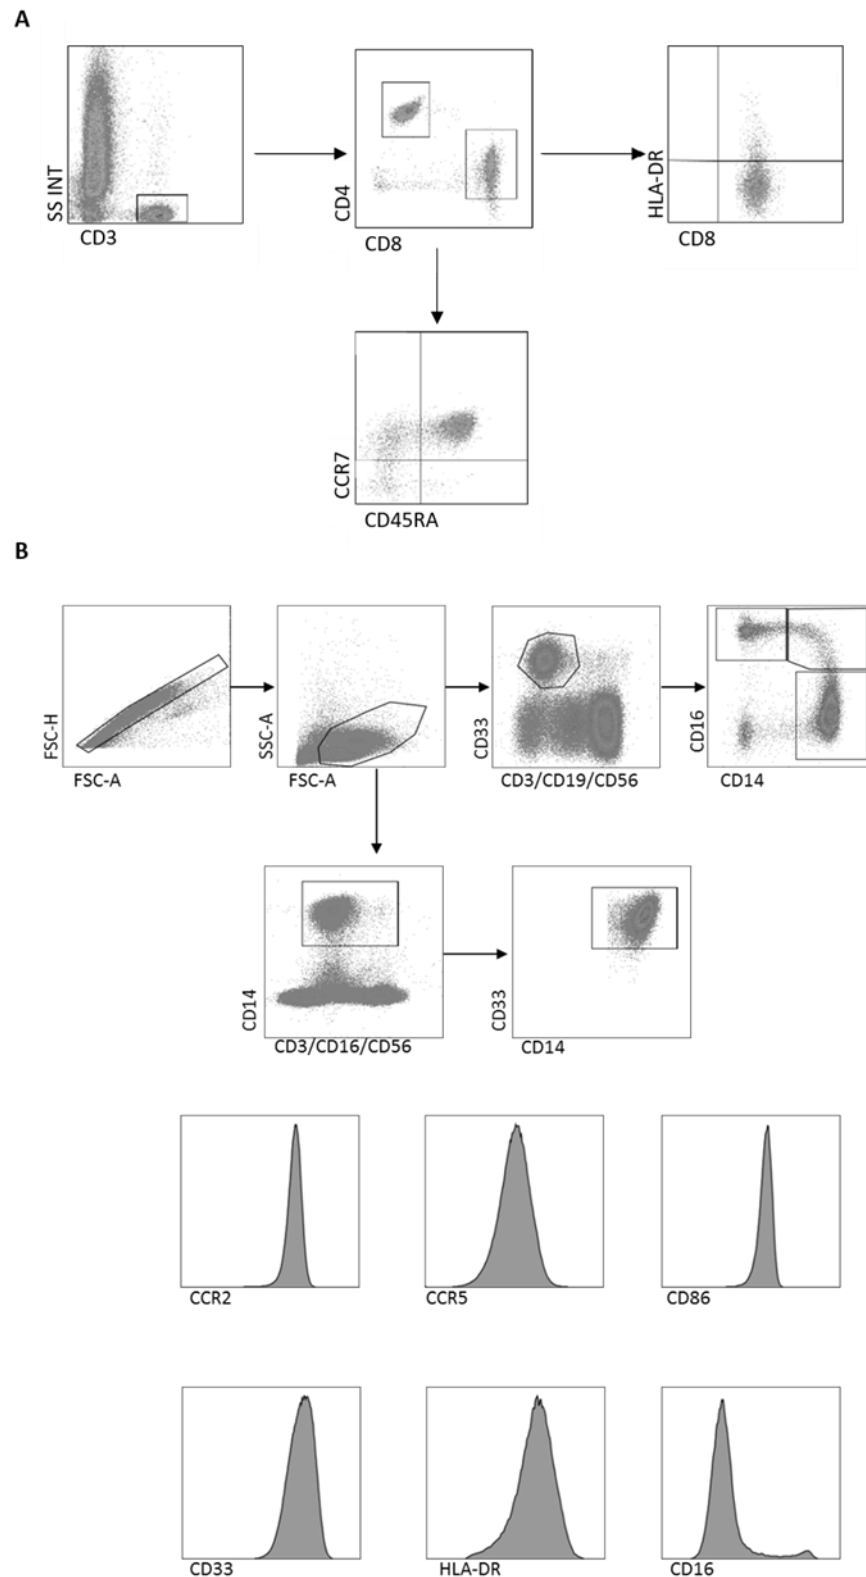 A
SS INT
CD3
CD4
CD8
HLA-DR
CD8
CCR7
CD45RA
B
FSC-H
FSC-A
SSC-A
FSC-A
CD33
CD3/CD19/CD56
CD16
CD14
CD14
CD3/CD16/CD56
CD33
CD14
CCR2
CCR5
CD86
CD33
HLA-DR
CD16